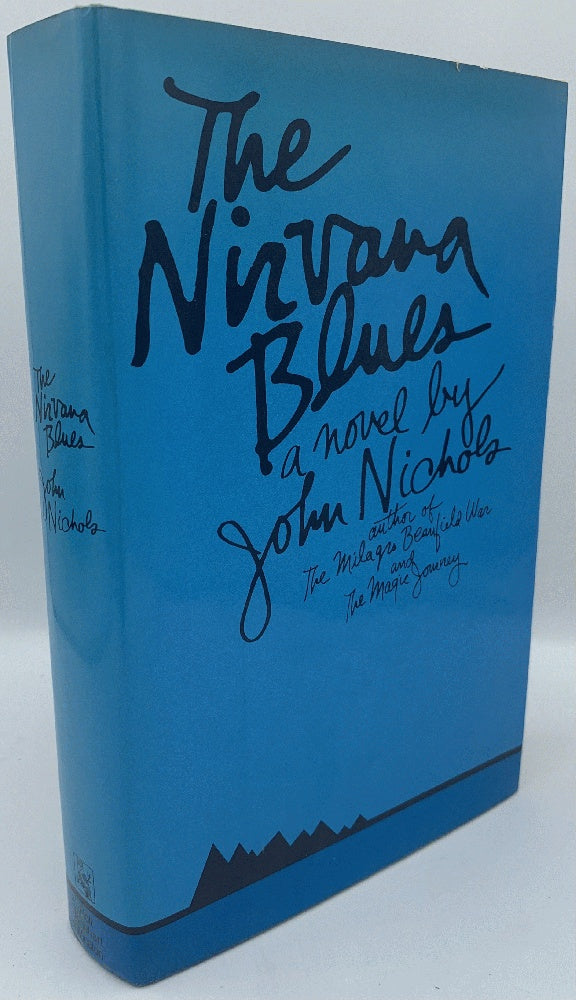 The
Nirvana
Blues
a novel by
John Nichols
author of
The Milagro Beanfield War
and
The Magic Journey
The
Nirvana
Blues
John
Nichols